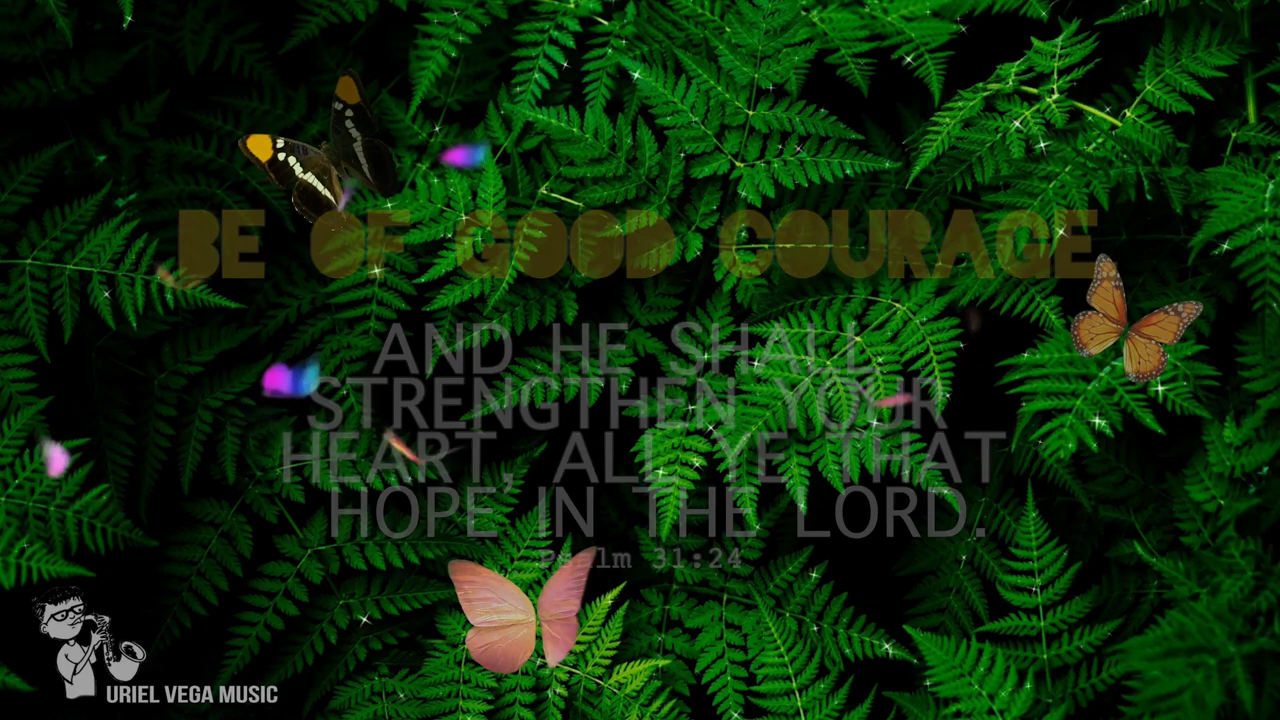 BE OF GOOD COURAGE
AND HE SHALL
STRENGTHEN YOUR
HEART, ALL YE THAT
HOPE IN THE LORD.
Psalm 31:24
URIEL VEGA MUSIC